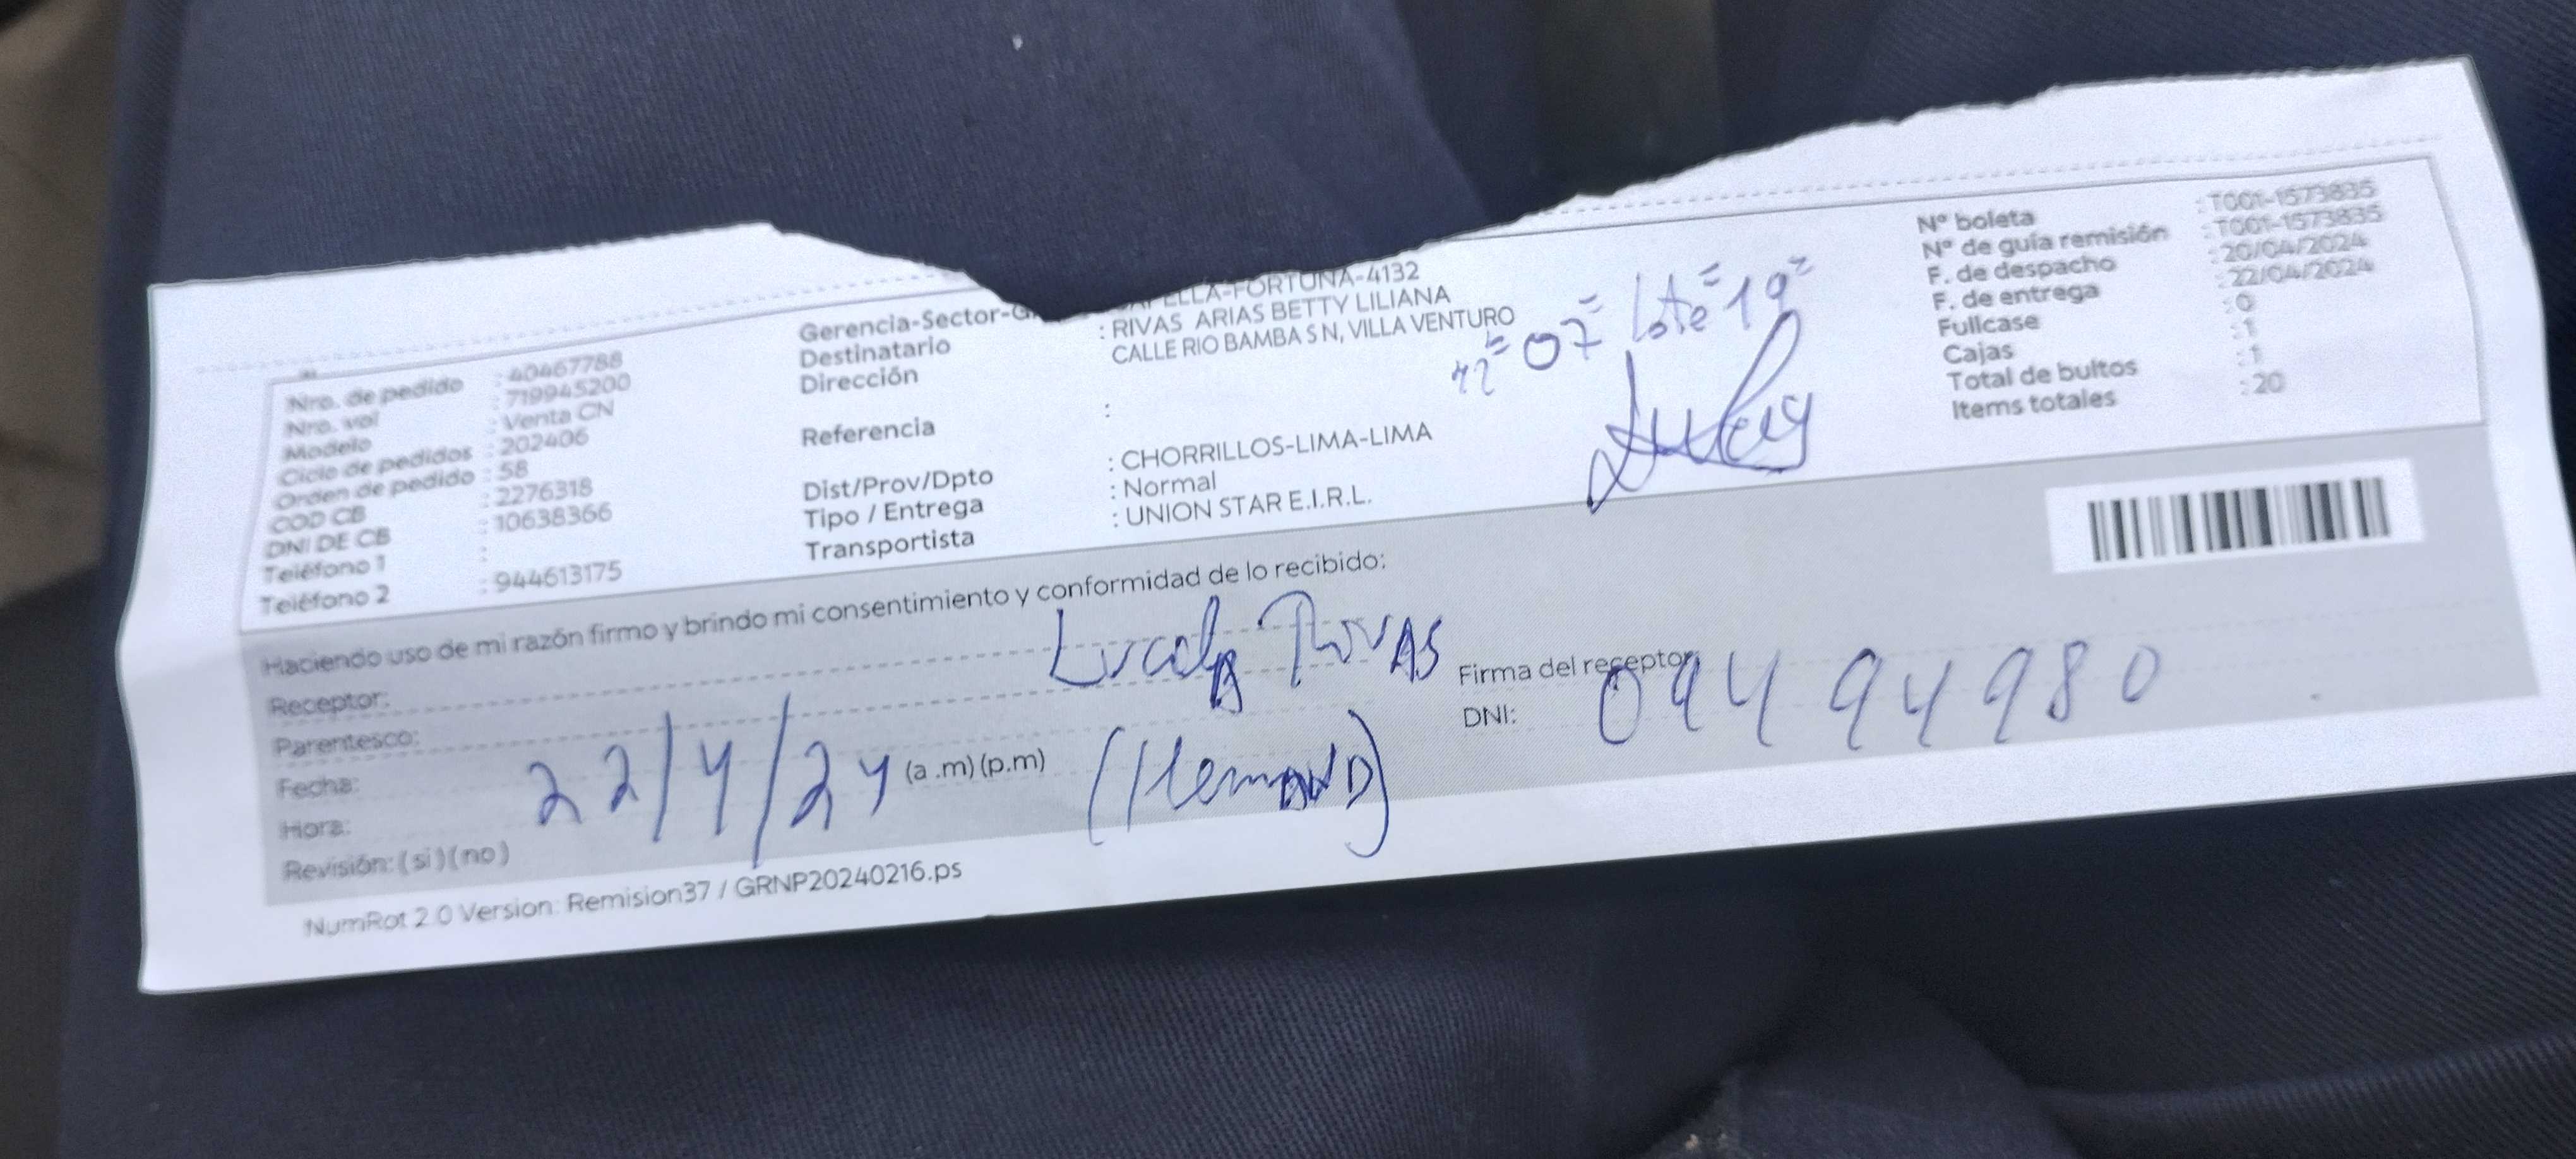 Nro. de pedido : 40467788
Nro. vol : 719945200
Modelo : Venta CN
Ciclo de pedidos : 202406
Orden de pedido : 58
COD CB : 2276318
DNI DE CB : 10638366
Teléfono 1 :
Teléfono 2 : 944613175
Gerencia-Sector-G FORTUNA-4132
Destinatario : RIVAS ARIAS BETTY LILIANA
Dirección CALLE RIO BAMBA S N, VILLA VENTURO
Referencia :
Dist/Prov/Dpto : CHORRILLOS-LIMA-LIMA
Tipo / Entrega : Normal
Transportista : UNION STAR E.I.R.L.
07 = lote = 19
Nº boleta : T001-1573835
Nº de guía remisión : T001-1573835
F. de despacho : 20/04/2024
F. de entrega : 22/04/2024
Fullcase : 0
Cajas : 1
Total de bultos : 1
Items totales : 20
Haciendo uso de mi razón firmo y brindo mi consentimiento y conformidad de lo recibido:
Receptor: RIVAS
Parentesco:
Fecha: 22/4/24
Hora: (a .m) (p.m)
Revisión: ( si ) ( no )
Firma del receptor
DNI: 09494980
NumRot 2.0 Version: Remision37 / GRNP20240216.ps